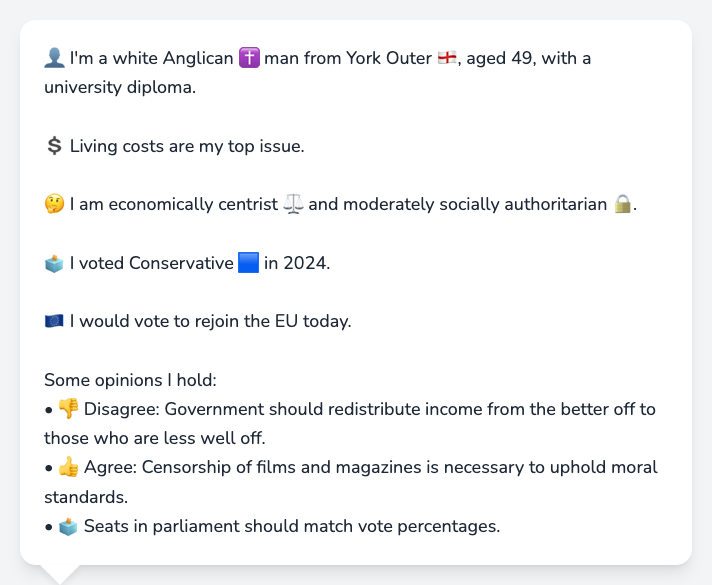 👤 I'm a white Anglican ✝️ man from York Outer 🏴󠁧󠁢󠁥󠁮󠁧󠁿, aged 49, with a
university diploma.
💲 Living costs are my top issue.
🤔 I am economically centrist ⚖️ and moderately socially authoritarian 🔒.
🗳️ I voted Conservative 🟦 in 2024.
🇪🇺 I would vote to rejoin the EU today.
Some opinions I hold:
• 👎 Disagree: Government should redistribute income from the better off to
those who are less well off.
• 👍 Agree: Censorship of films and magazines is necessary to uphold moral
standards.
• 🗳️ Seats in parliament should match vote percentages.